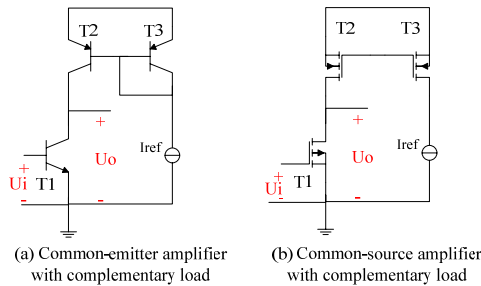 T2 T3
T2 T3
+
Iref
+
Uo
Ui
T1
-
-
+
Iref
+
Uo
Ui
T1
-
-
(a) Common-emitter amplifier
with complementary load
(b) Common-source amplifier
with complementary load